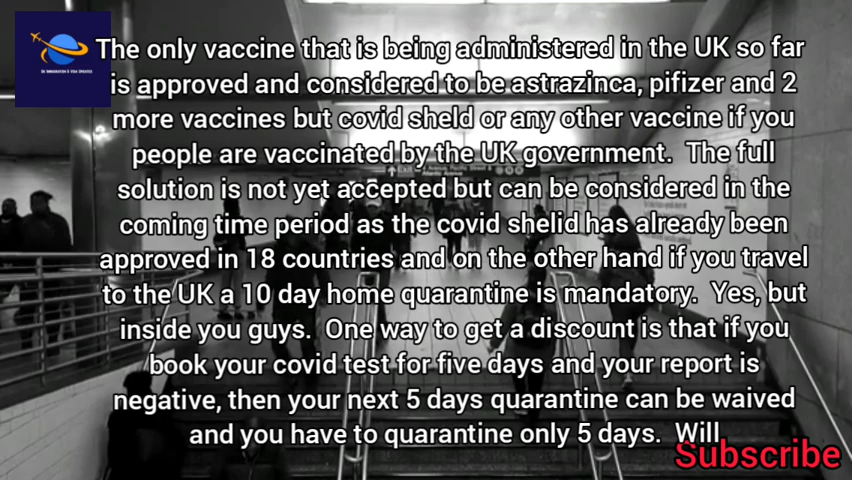 The only vaccine that is being administered in the UK so far
is approved and considered to be astrazinca, pifizer and 2
more vaccines but covid sheld or any other vaccine if you
people are vaccinated by the UK government. The full
solution is not yet accepted but can be considered in the
coming time period as the covid shelid has already been
approved in 18 countries and on the other hand if you travel
to the UK a 10 day home quarantine is mandatory. Yes, but
inside you guys. One way to get a discount is that if you
book your covid test for five days and your report is
negative, then your next 5 days quarantine can be waived
and you have to quarantine only 5 days. Will
Subscribe
Exit